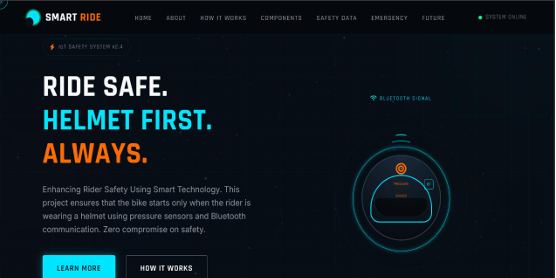 SMART RIDE
HOME ABOUT HOW IT WORKS COMPONENTS SAFETY DATA EMERGENCY FUTURE
SYSTEM ONLINE
IoT SAFETY SYSTEM v2.4
RIDE SAFE.
HELMET FIRST.
ALWAYS.
BLUETOOTH SIGNAL
PRESSURE
Enhancing Rider Safety Using Smart Technology. This
project ensures that the bike starts only when the rider is
wearing a helmet using pressure sensors and Bluetooth
communication. Zero compromise on safety.
LEARN MORE
HOW IT WORKS